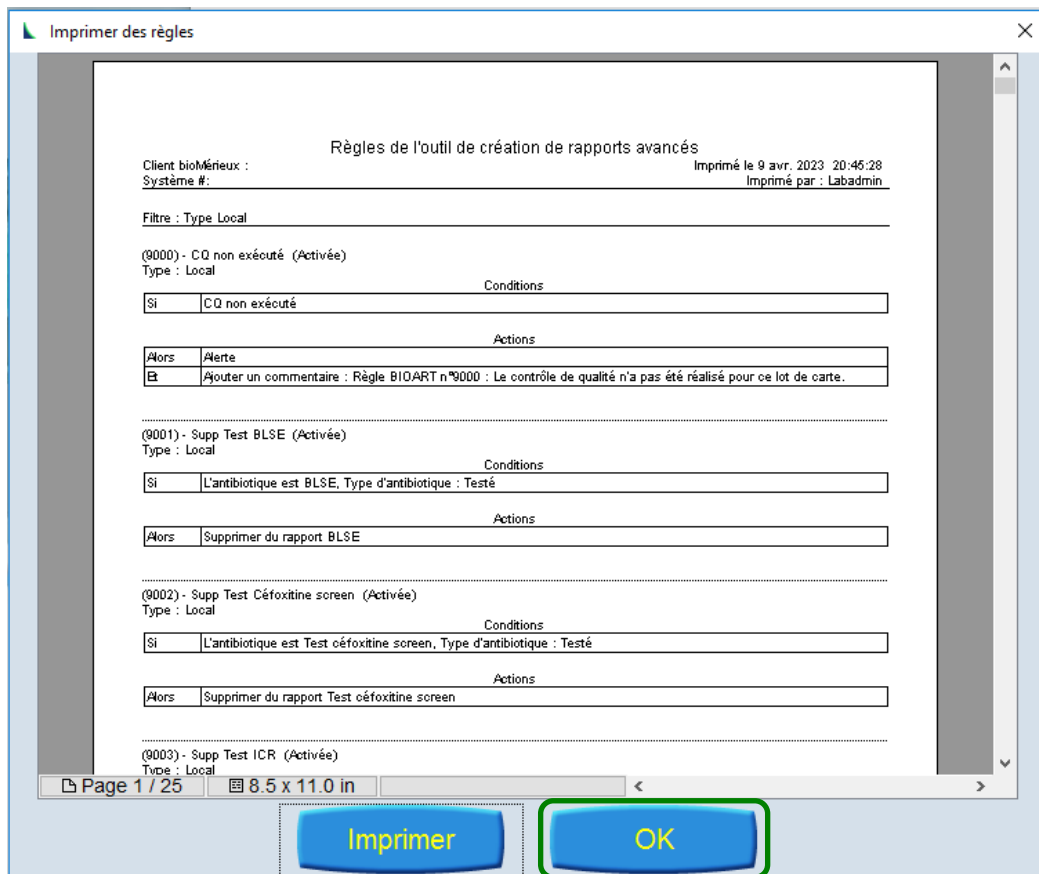 Imprimer des règles
Règles de l'outil de création de rapports avancés
Client bioMérieux : Imprimé le 9 avr. 2023 20:45:28
Système #: Imprimé par : Labadmin
Filtre : Type Local
(9000) - CQ non exécuté (Activée)
Type : Local
Conditions
Si CQ non exécuté
Actions
Alors Alerte
Et Ajouter un commentaire : Règle BIOART n°9000 : Le contrôle de qualité n'a pas été réalisé pour ce lot de carte.
(9001) - Supp Test BLSE (Activée)
Type : Local
Conditions
Si L'antibiotique est BLSE, Type d'antibiotique : Testé
Actions
Alors Supprimer du rapport BLSE
(9002) - Supp Test Céfoxitine screen (Activée)
Type : Local
Conditions
Si L'antibiotique est Test céfoxitine screen, Type d'antibiotique : Testé
Actions
Alors Supprimer du rapport Test céfoxitine screen
(9003) - Supp Test ICR (Activée)
Type : Local
Page 1 / 25 8.5 x 11.0 in
Imprimer OK